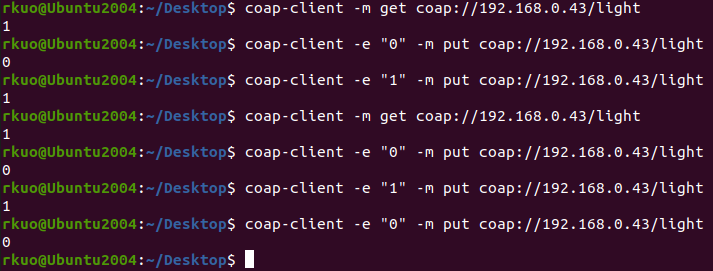 rkuo@Ubuntu2004:~/Desktop$ coap-client -m get coap://192.168.0.43/light
1
rkuo@Ubuntu2004:~/Desktop$ coap-client -e "0" -m put coap://192.168.0.43/light
0
rkuo@Ubuntu2004:~/Desktop$ coap-client -e "1" -m put coap://192.168.0.43/light
1
rkuo@Ubuntu2004:~/Desktop$ coap-client -m get coap://192.168.0.43/light
1
rkuo@Ubuntu2004:~/Desktop$ coap-client -e "0" -m put coap://192.168.0.43/light
0
rkuo@Ubuntu2004:~/Desktop$ coap-client -e "1" -m put coap://192.168.0.43/light
1
rkuo@Ubuntu2004:~/Desktop$ coap-client -e "0" -m put coap://192.168.0.43/light
0
rkuo@Ubuntu2004:~/Desktop$